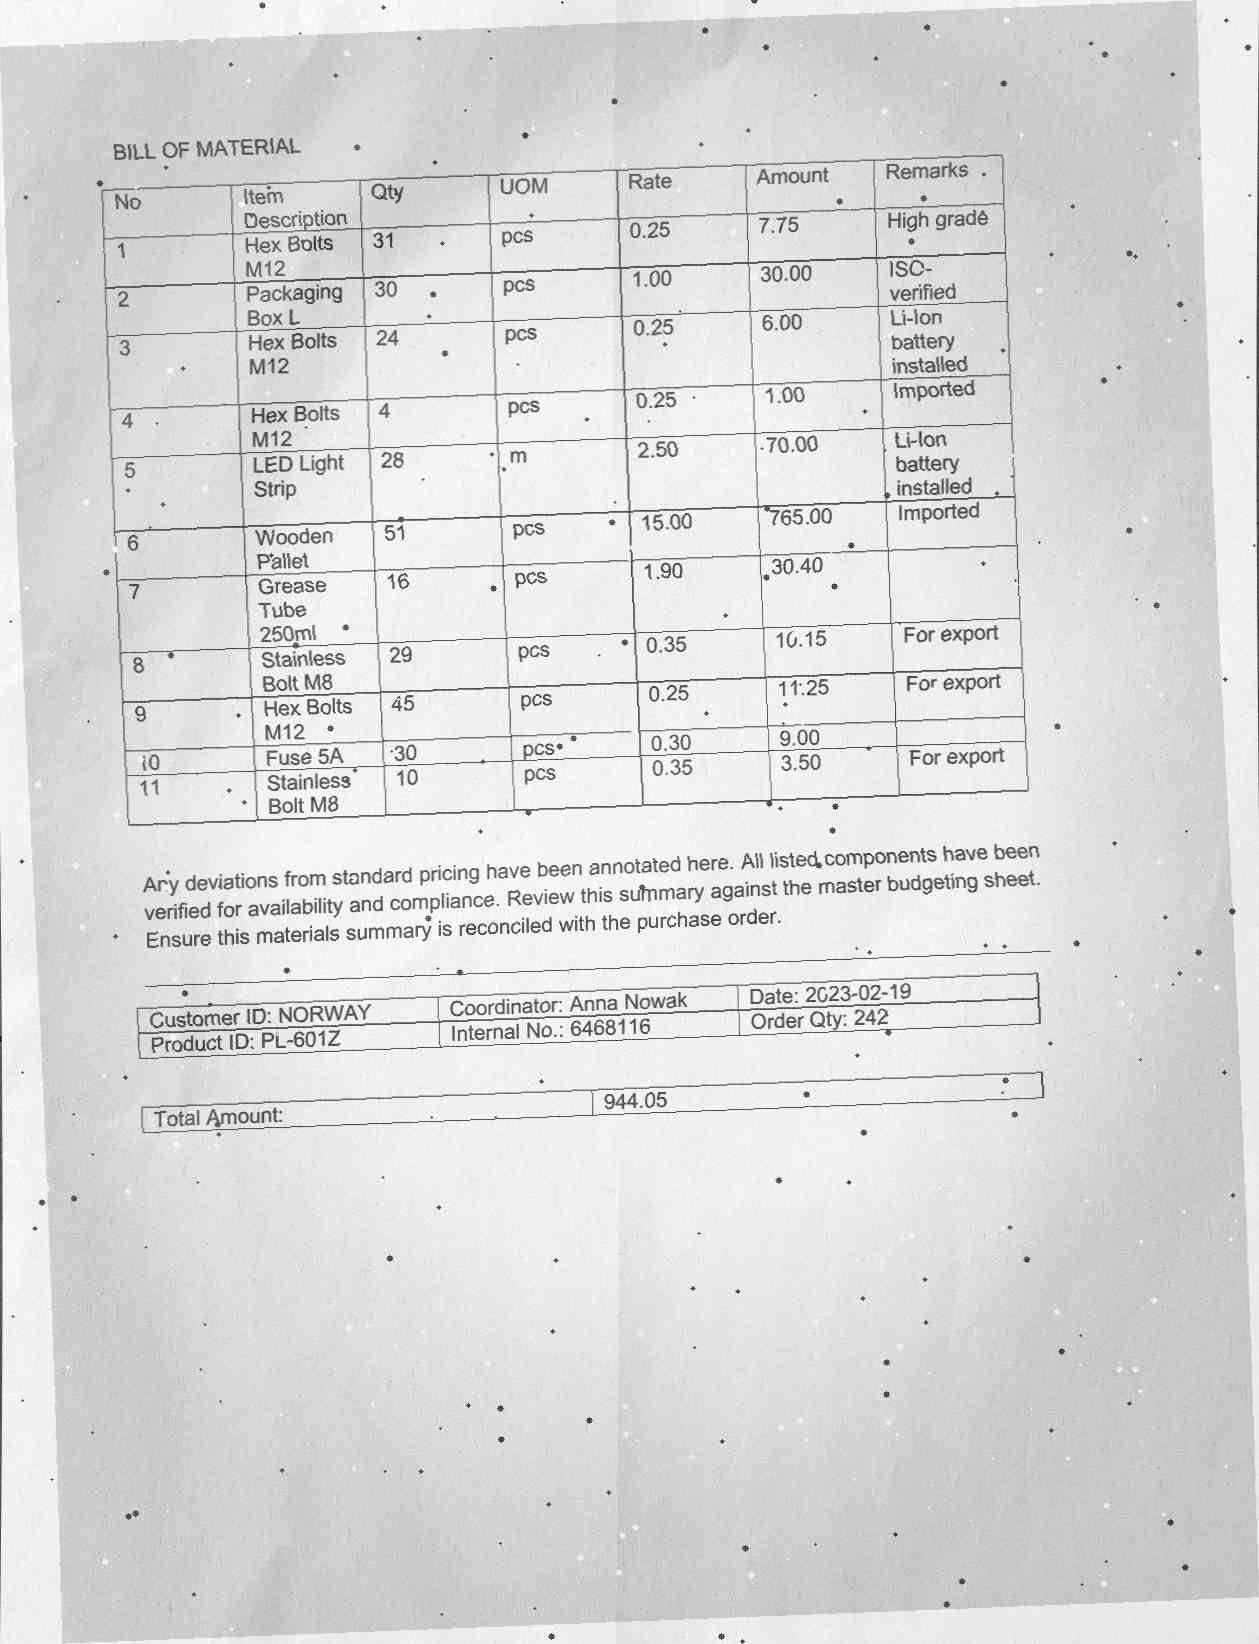 BILL OF MATERIAL
No Item Description Qty UOM Rate Amount Remarks
1 Hex Bolts M12 31 pcs 0.25 7.75 High grade
2 Packaging Box L 30 pcs 1.00 30.00 ISO-verified
3 Hex Bolts M12 24 pcs 0.25 6.00 Li-Ion battery installed
4 Hex Bolts M12 4 pcs 0.25 1.00 Imported
5 LED Light Strip 28 m 2.50 70.00 Li-Ion battery installed
6 Wooden Pallet 51 pcs 15.00 765.00 Imported
7 Grease Tube 250ml 16 pcs 1.90 30.40
8 Stainless Bolt M8 29 pcs 0.35 10.15 For export
9 Hex Bolts M12 45 pcs 0.25 11.25 For export
10 Fuse 5A 30 pcs 0.30 9.00
11 Stainless Bolt M8 10 pcs 0.35 3.50 For export
Any deviations from standard pricing have been annotated here. All listed components have been
verified for availability and compliance. Review this summary against the master budgeting sheet.
Ensure this materials summary is reconciled with the purchase order.
Customer ID: NORWAY Coordinator: Anna Nowak Date: 2023-02-19
Product ID: PL-601Z Internal No.: 6468116 Order Qty: 242
Total Amount: 944.05